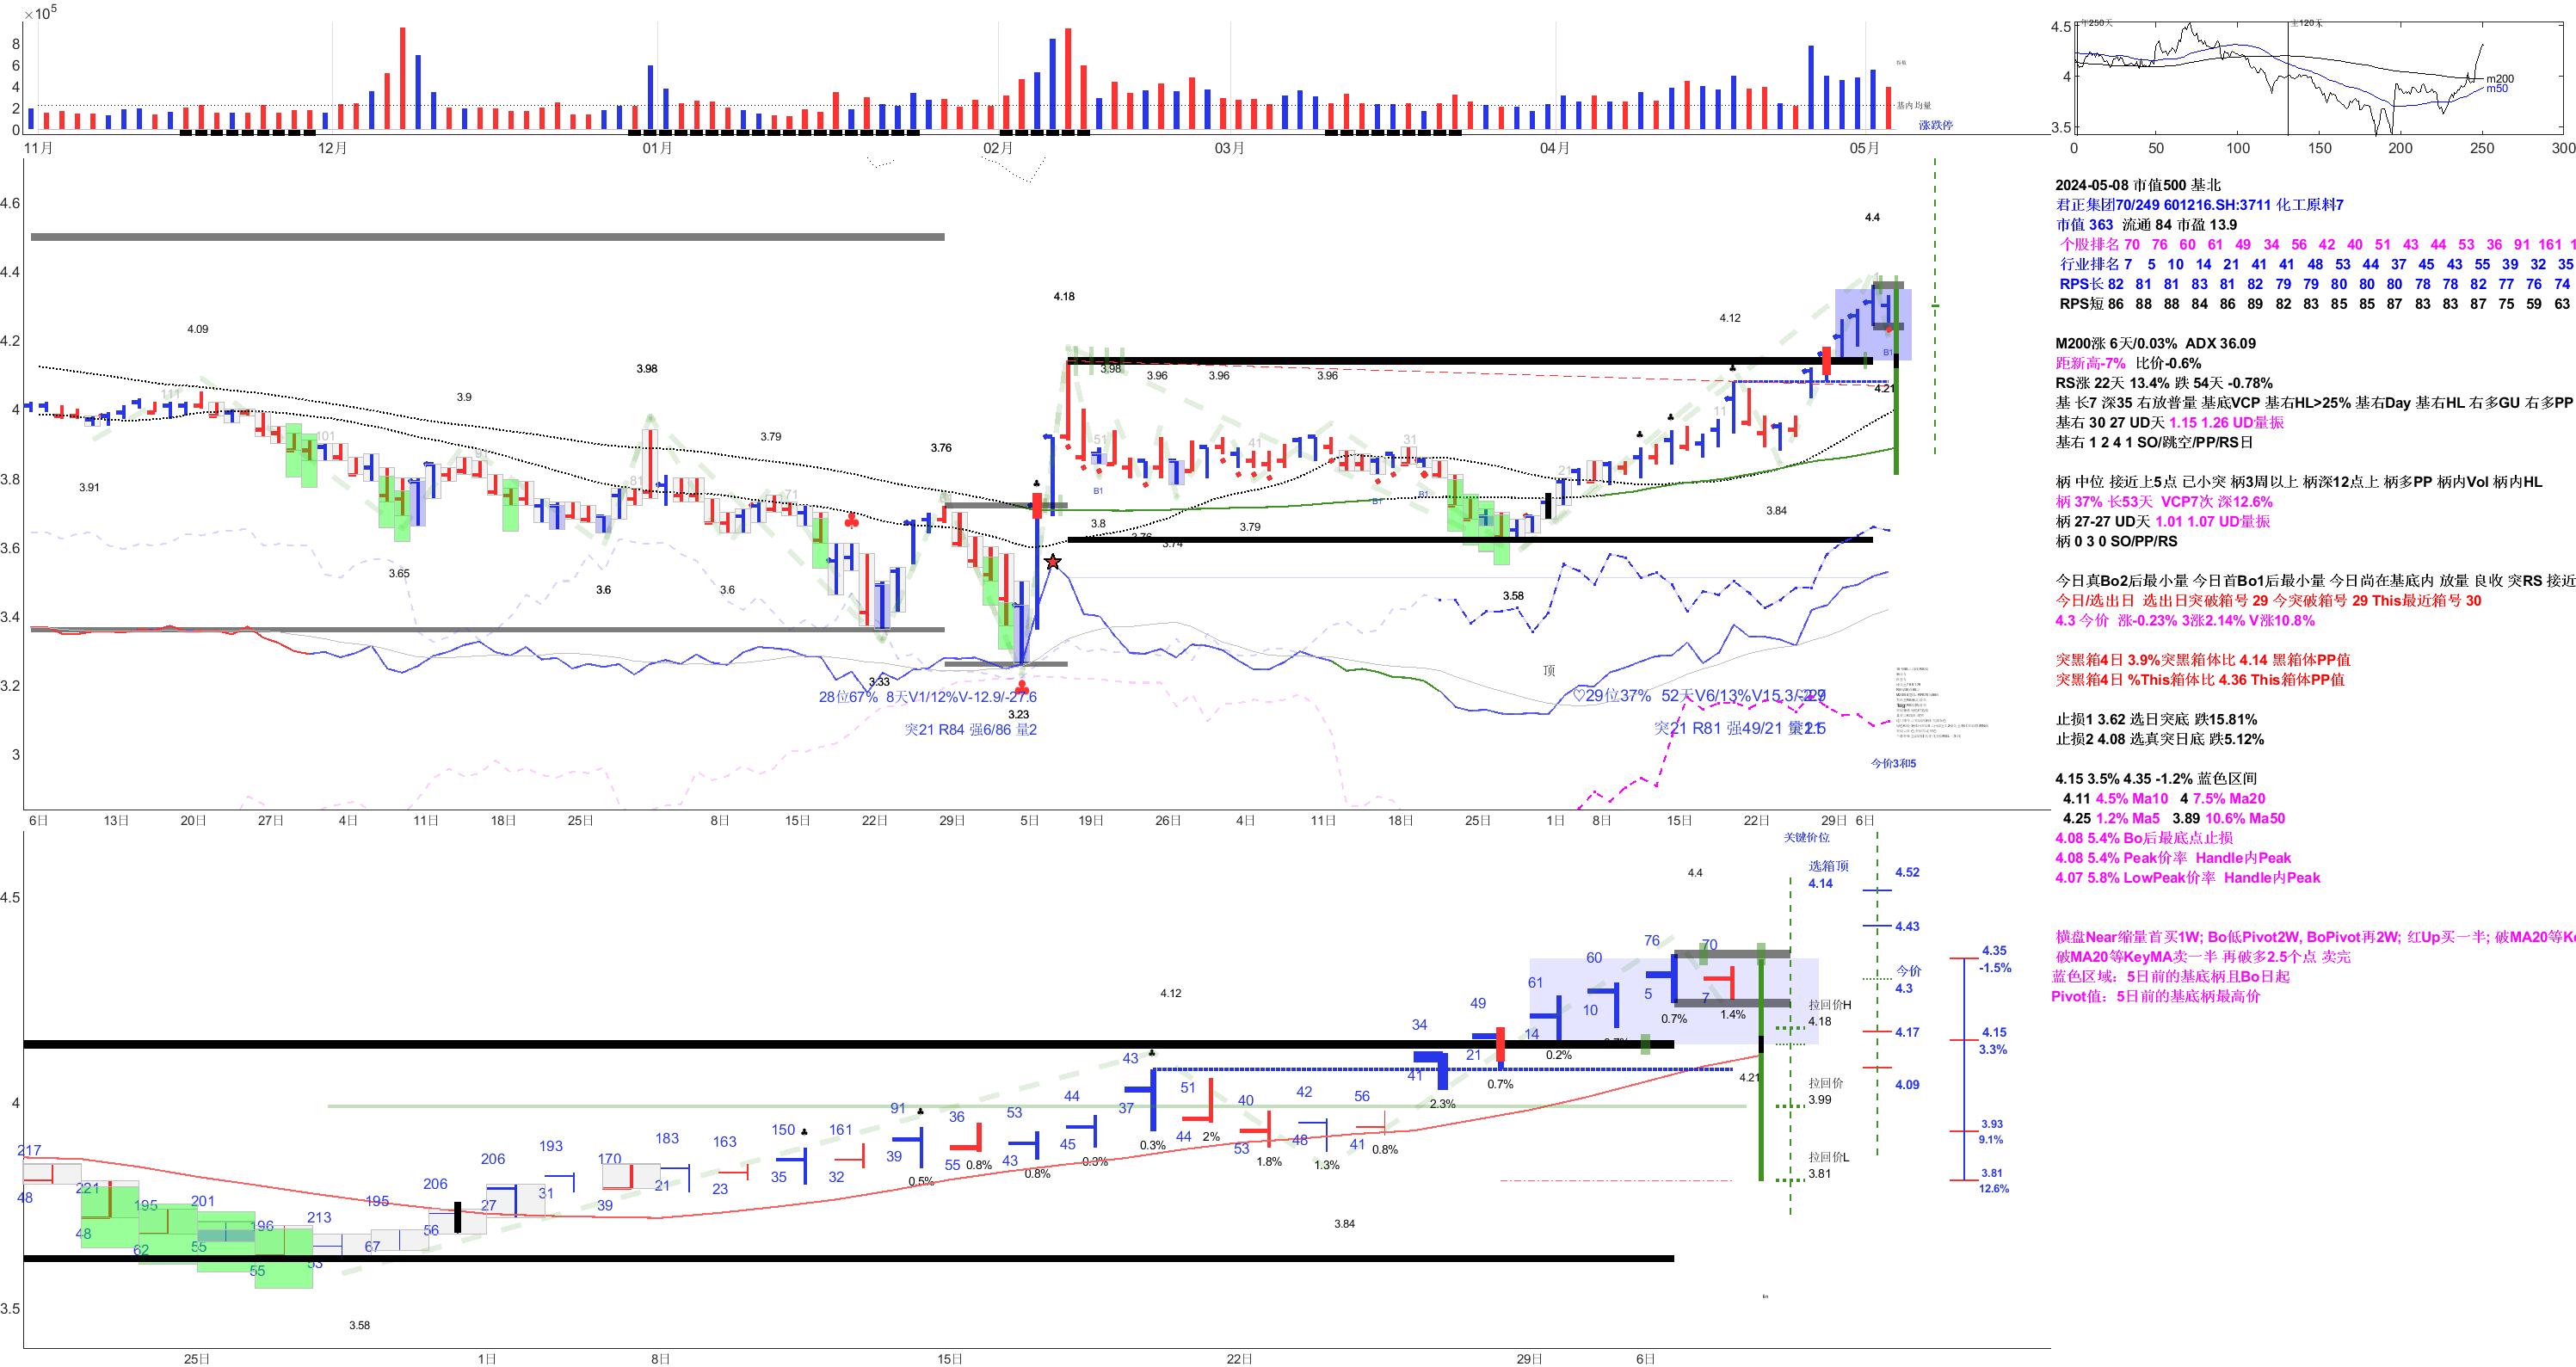 ×10⁵
8
6
4
2
0
基内均量
涨跌停
11月 12月 01月 02月 03月 04月 05月
4.5
4
3.5
年250天
主120天
m200
m50
0 50 100 150 200 250 300
2024-05-08 市值500 基北
君正集团70/249 601216.SH:3711 化工原料7
市值 363 流通 84 市盈 13.9
个股排名 70 76 60 61 49 34 56 42 40 51 43 44 53 36 91 161 1
行业排名 7 5 10 14 21 41 41 48 53 44 37 45 43 55 39 32 35
RPS长 82 81 81 83 81 82 79 79 80 80 80 78 78 82 77 76 74
RPS短 86 88 88 84 86 89 82 83 85 85 87 83 83 87 75 59 63
M200涨 6天/0.03% ADX 36.09
距新高-7% 比价-0.6%
RS涨 22天 13.4% 跌 54天 -0.78%
基 长7 深35 右放普量 基底VCP 基右HL>25% 基右Day 基右HL 右多GU 右多PP
基右 30 27 UD天 1.15 1.26 UD量振
基右 1 2 4 1 SO/跳空/PP/RS日
柄 中位 接近上5点 已小突 柄3周以上 柄深12点上 柄多PP 柄内Vol 柄内HL
柄 37% 长53天 VCP7次 深12.6%
柄 27-27 UD天 1.01 1.07 UD量振
柄 0 3 0 SO/PP/RS
今日真Bo2后最小量 今日首Bo1后最小量 今日尚在基底内 放量 良收 突RS 接近
今日/选出日 选出日突破箱号 29 今突破箱号 29 This最近箱号 30
4.3 今价 涨-0.23% 3涨2.14% V涨10.8%
突黑箱4日 3.9%突黑箱体比 4.14 黑箱体PP值
突黑箱4日 %This箱体比 4.36 This箱体PP值
止损1 3.62 选日突底 跌15.81%
止损2 4.08 选真突日底 跌5.12%
4.15 3.5% 4.35 -1.2% 蓝色区间
4.11 4.5% Ma10 4 7.5% Ma20
4.25 1.2% Ma5 3.89 10.6% Ma50
4.08 5.4% Bo后最底点止损
4.08 5.4% Peak价率 Handle内Peak
4.07 5.8% LowPeak价率 Handle内Peak
横盘Near缩量首买1W; Bo低Pivot2W, BoPivot再2W; 红Up买一半; 破MA20等Ke
破MA20等KeyMA卖一半 再破多2.5个点 卖完
蓝色区域：5日前的基底柄且Bo日起
Pivot值：5日前的基底柄最高价
4.6
4.4
4.2
4
3.8
3.6
3.4
3.2
3
4.09
3.91
3.65
3.9
3.98
3.6
3.6
3.79
3.33
3.76
3.23
4.18
3.98
3.96
3.96
3.96
3.8
3.74
3.79
3.58
4.12
3.84
4.4
4.21
111
101
81
71
51
41
31
21
11
B1
B1
B1
B1
顶
28位67% 8天V1/12%V-12.9/-27.6
突21 R84 强6/86 量2
♡29位37% 52天V6/13%V15.3/
突21 R81 强49/21
今价3和5
6日 13日 20日 27日 4日 11日 18日 25日 8日 15日 22日 29日 5日 19日 26日 4日 11日 18日 25日 1日 8日 15日 22日 29日 6日
关键价位
选箱顶
4.14
4.52
4.43
今价
4.3
拉回价H
4.18
4.17
4.09
拉回价
3.99
拉回价L
3.81
4.35
-1.5%
4.15
3.3%
3.93
9.1%
3.81
12.6%
4.5
4
3.5
4.4
4.12
4.21
3.84
3.58
217 221 195 201 196 213 195 206 206 193 170 183 163 150 161 91 36 53 44 43 51 40 42 56 34 49 61 60 76 70
48 48 62 55 55 53 67 56 27 31 39 21 23 35 32 39 55 43 45 37 44 53 48 41 41 21 14 10 5 7
0.5% 0.8% 0.8% 0.3% 0.3% 2% 1.8% 1.3% 0.8% 2.3% 0.7% 0.2% 0.7% 1.4%
25日 1日 8日 15日 22日 29日 6日